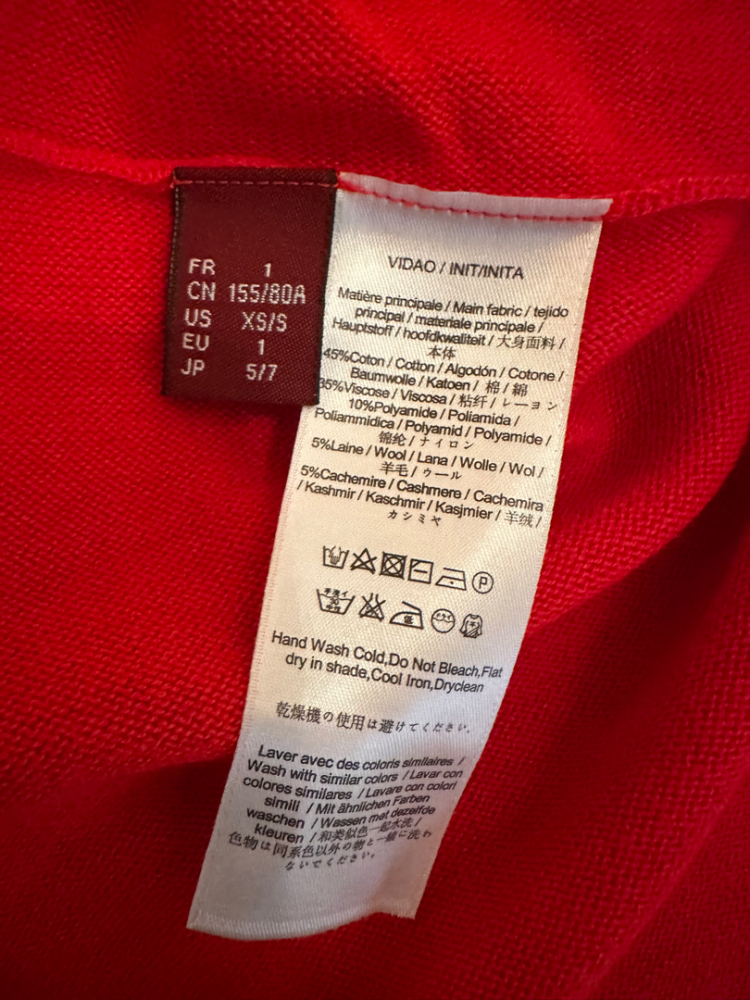 FR 1
CN 155/80A
US XS/S
EU 1
JP 5/7
VIDAO / INIT/INITA
Matière principale / Main fabric / tejido
principal / materiale principale /
Hauptstoff / hoofdkwaliteit / 大身面料 /
本体
45%Coton / Cotton / Algodón / Cotone /
Baumwolle / Katoen / 棉 / 綿
35%Viscose / Viscosa / 粘纤 / レーヨン
10%Polyamide / Poliamida /
Poliammidica / Polyamid / Polyamide /
锦纶 / ナイロン
5%Laine / Wool / Lana / Wolle / Wol /
羊毛 / ウール
5%Cachemire / Cashmere / Cachemira
/ Kashmir / Kaschmir / Kasjmier / 羊绒 /
カシミヤ
P
Hand Wash Cold,Do Not Bleach,Flat
dry in shade,Cool Iron,Dryclean
乾燥機の使用は避けてください。
Laver avec des coloris similaires /
Wash with similar colors / Lavar con
colores similares / Lavare con colori
simili / Mit ähnlichen Farben
waschen / Wassen met dezelfde
kleuren / 和类似色一起水洗 /
色物は同系色以外の物と一緒に洗わ
ないでください。